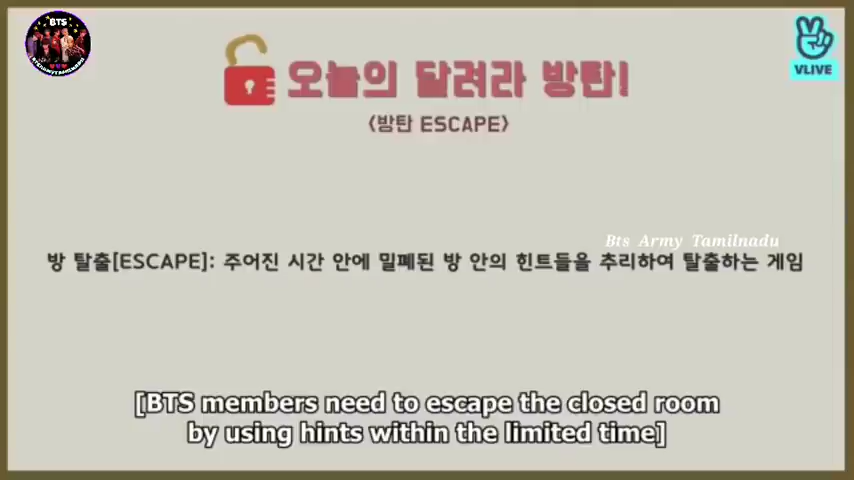 BTS
VLIVE
오늘의 달려라 방탄!
<방탄 ESCAPE>
Bts Army Tamilnadu
방 탈출[ESCAPE]: 주어진 시간 안에 밀폐된 방 안의 힌트들을 추리하여 탈출하는 게임
[BTS members need to escape the closed room
by using hints within the limited time]